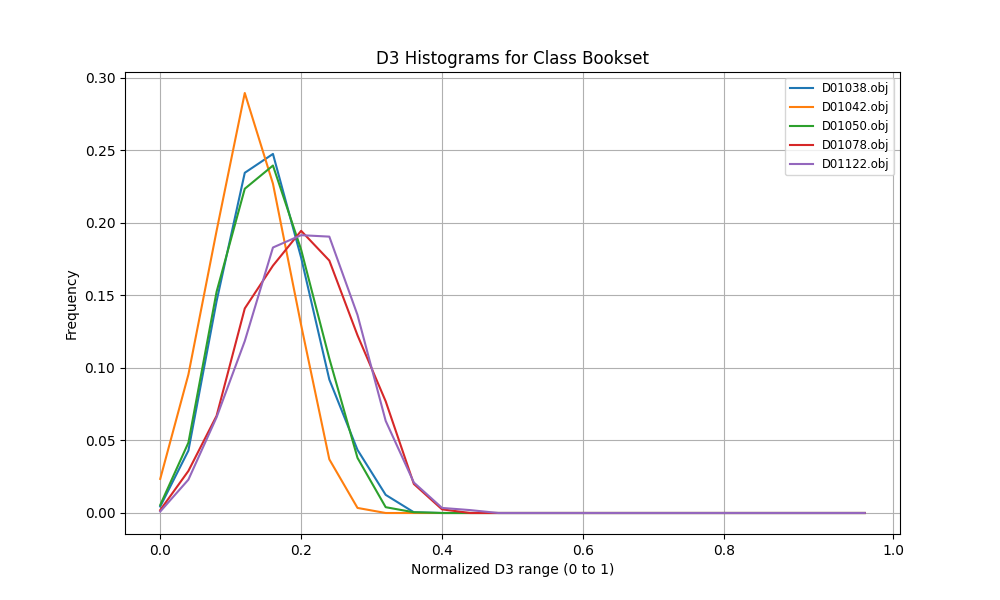 D3 Histograms for Class Bookset
0.30
0.25
0.20
0.15
0.10
0.05
0.00
Frequency
D01038.obj
D01042.obj
D01050.obj
D01078.obj
D01122.obj
0.0 0.2 0.4 0.6 0.8 1.0
Normalized D3 range (0 to 1)